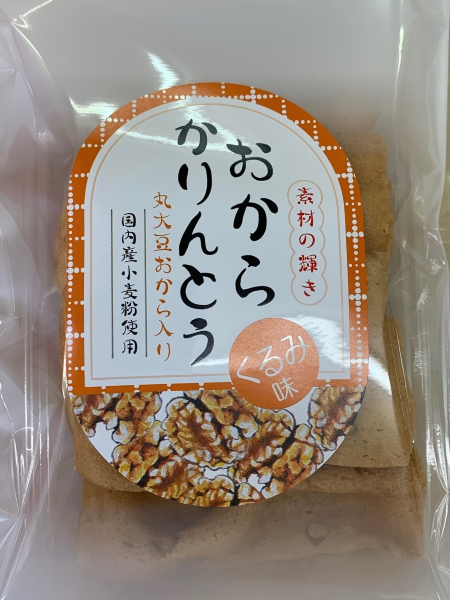 素材の輝き
おから
かりんとう
丸大豆おから入り
国内産小麦粉使用
くるみ
味